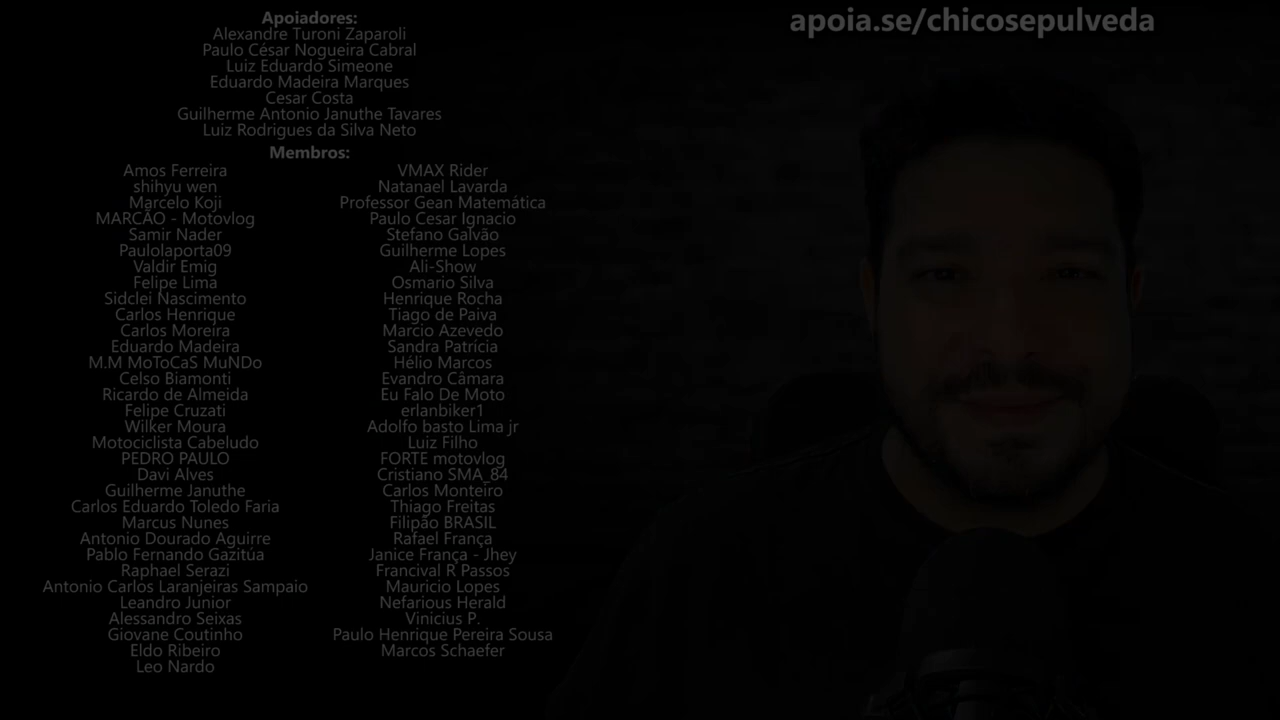 Apoiadores:
Alexandre Turoni Zaparoli
Paulo César Nogueira Cabral
Luiz Eduardo Simeone
Eduardo Madeira Marques
Cesar Costa
Guilherme Antonio Januthe Tavares
Luiz Rodrigues da Silva Neto
Membros:
Amos Ferreira
shihyu wen
Marcelo Koji
MARCÃO - Motovlog
Samir Nader
Paulolaporta09
Valdir Emig
Felipe Lima
Sidclei Nascimento
Carlos Henrique
Carlos Moreira
Eduardo Madeira
M.M MoToCaS MuNDo
Celso Biamonti
Ricardo de Almeida
Felipe Cruzati
Wilker Moura
Motociclista Cabeludo
PEDRO PAULO
Davi Alves
Guilherme Januthe
Carlos Eduardo Toledo Faria
Marcus Nunes
Antonio Dourado Aguirre
Pablo Fernando Gazitúa
Raphael Serazi
Antonio Carlos Laranjeiras Sampaio
Leandro Junior
Alessandro Seixas
Giovane Coutinho
Eldo Ribeiro
Leo Nardo
VMAX Rider
Natanael Lavarda
Professor Gean Matemática
Paulo Cesar Ignacio
Stefano Galvão
Guilherme Lopes
Ali-Show
Osmario Silva
Henrique Rocha
Tiago de Paiva
Marcio Azevedo
Sandra Patrícia
Hélio Marcos
Evandro Câmara
Eu Falo De Moto
erlanbiker1
Adolfo basto Lima jr
Luiz Filho
FORTE motovlog
Cristiano SMA_84
Carlos Monteiro
Thiago Freitas
Filipão BRASIL
Rafael França
Janice França - Jhey
Francival R Passos
Mauricio Lopes
Nefarious Herald
Vinicius P.
Paulo Henrique Pereira Sousa
Marcos Schaefer
apoia.se/chicosepulveda